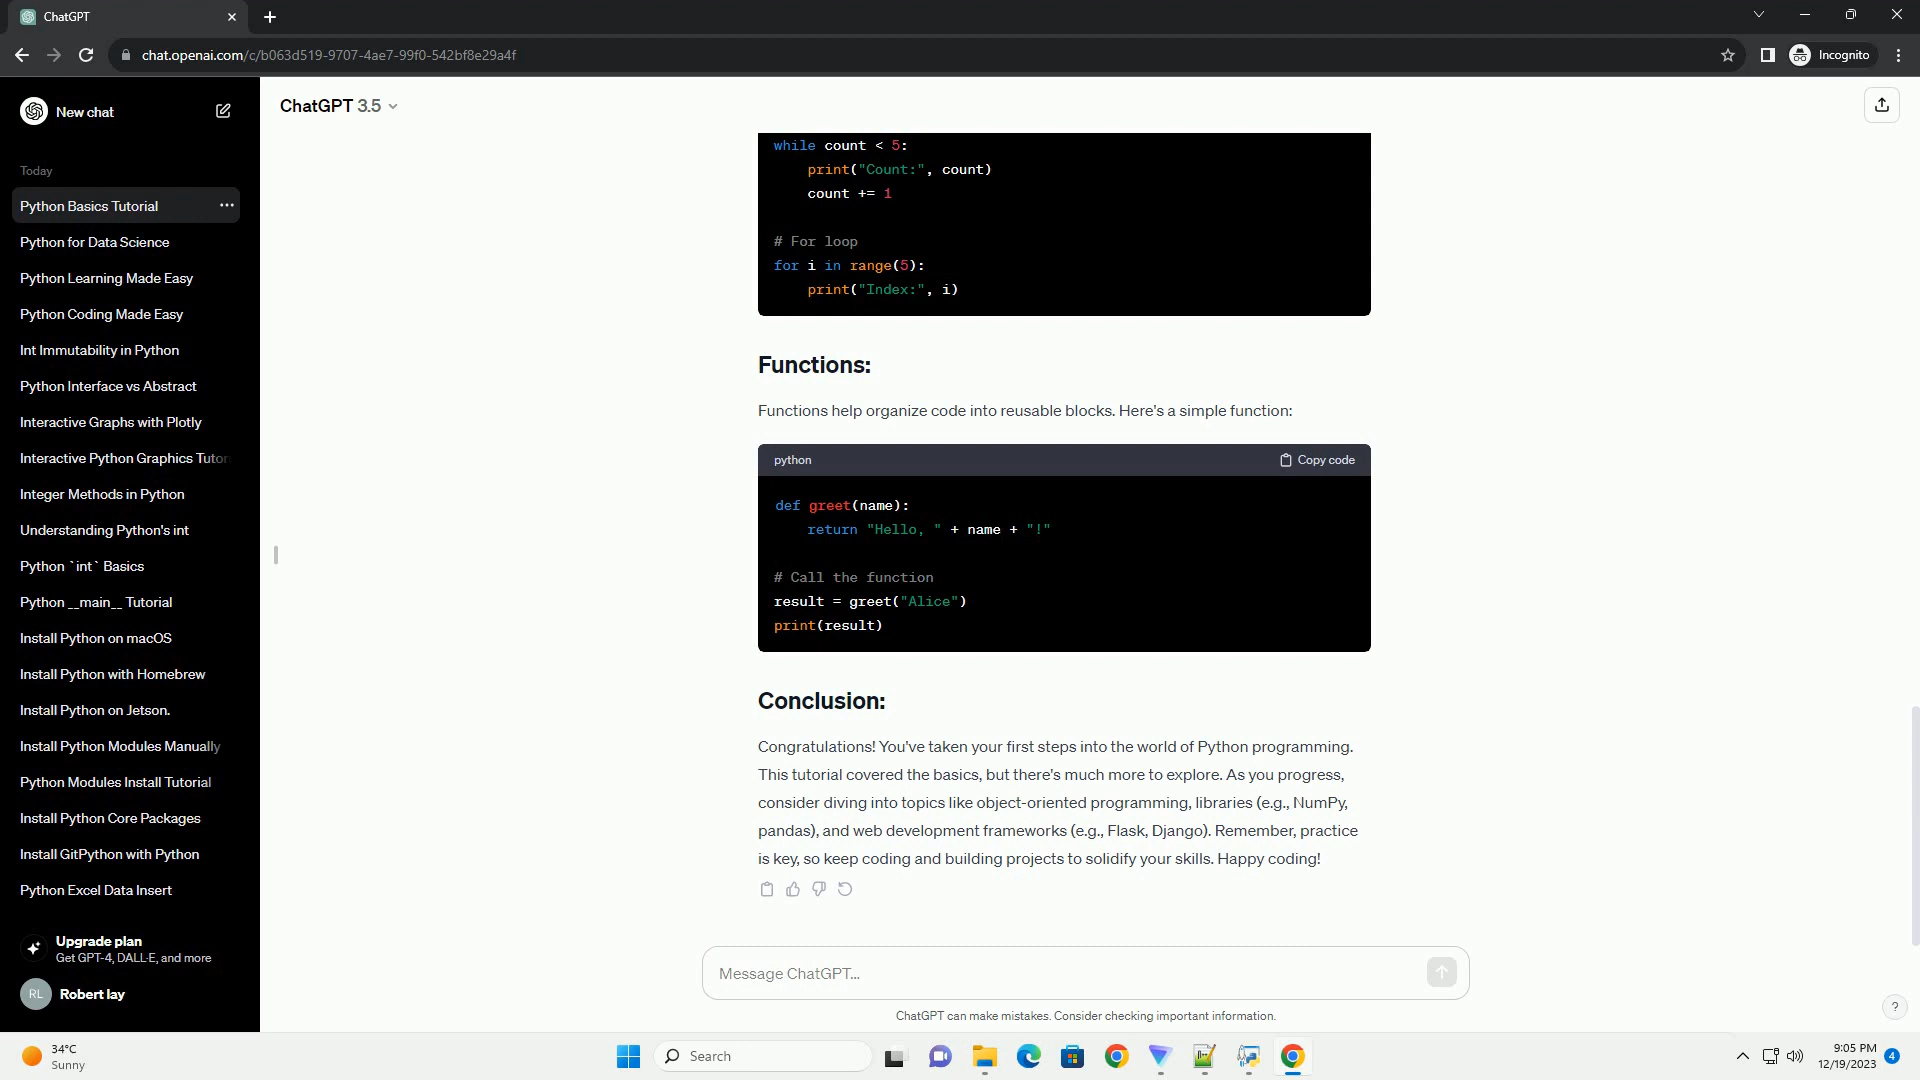 ChatGPT
chat.openai.com/c/b063d519-9707-4ae7-99f0-542bf8e29a4f
Incognito
New chat
Today
Python Basics Tutorial
Python for Data Science
Python Learning Made Easy
Python Coding Made Easy
Int Immutability in Python
Python Interface vs Abstract
Interactive Graphs with Plotly
Interactive Python Graphics Tutor
Integer Methods in Python
Understanding Python's int
Python `int` Basics
Python __main__ Tutorial
Install Python on macOS
Install Python with Homebrew
Install Python on Jetson.
Install Python Modules Manually
Python Modules Install Tutorial
Install Python Core Packages
Install GitPython with Python
Python Excel Data Insert
Upgrade plan
Get GPT-4, DALL·E, and more
RL
Robert lay
ChatGPT 3.5
while count < 5:
    print("Count:", count)
    count += 1
# For loop
for i in range(5):
    print("Index:", i)
Functions:
Functions help organize code into reusable blocks. Here's a simple function:
python
Copy code
def greet(name):
    return "Hello, " + name + "!"
# Call the function
result = greet("Alice")
print(result)
Conclusion:
Congratulations! You've taken your first steps into the world of Python programming.
This tutorial covered the basics, but there's much more to explore. As you progress,
consider diving into topics like object-oriented programming, libraries (e.g., NumPy,
pandas), and web development frameworks (e.g., Flask, Django). Remember, practice
is key, so keep coding and building projects to solidify your skills. Happy coding!
Message ChatGPT...
ChatGPT can make mistakes. Consider checking important information.
?
34°C
Sunny
Search
9:05 PM
12/19/2023
4